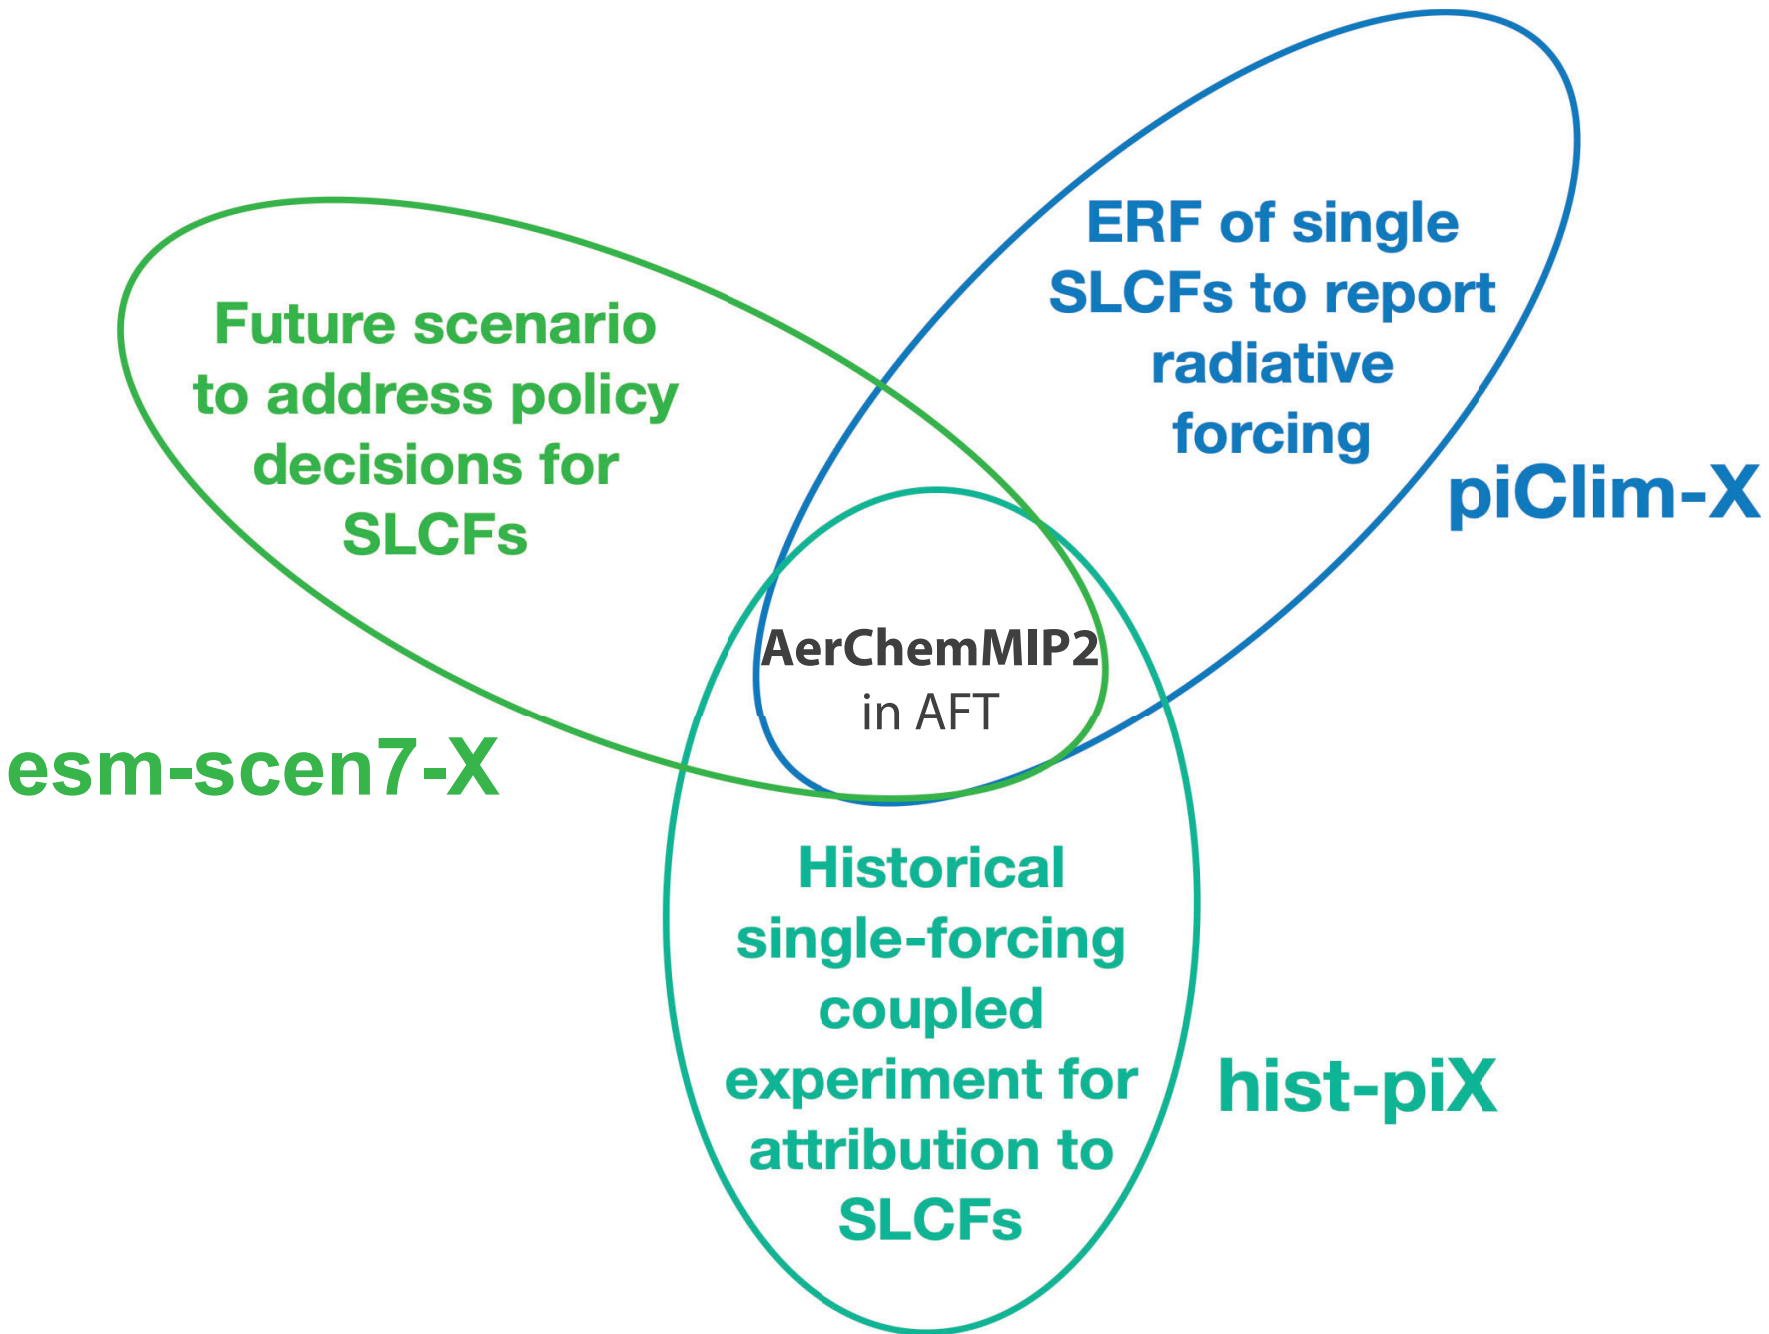 ERF of single
SLCFs to report
radiative
forcing
piClim-X
Future scenario
to address policy
decisions for
SLCFs
esm-scen7-X
AerChemMIP2
in AFT
Historical
single-forcing
coupled
experiment for
attribution to
SLCFs
hist-piX